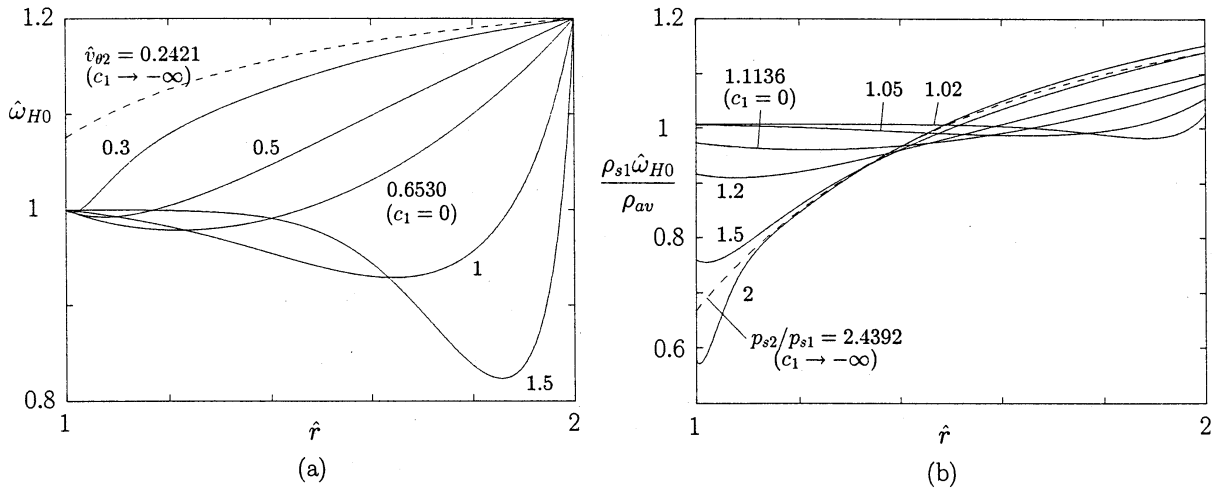 1.2
v̂θ2 = 0.2421
(c1 → −∞)
ω̂H0
0.3
0.5
1
0.6530
(c1 = 0)
1
1.5
0.8
1
r̂
2
(a)
1.2
1.1136
(c1 = 0)
1.05
1.02
1
ρs1ω̂H0
ρav
1.2
0.8
1.5
2
ps2/ps1 = 2.4392
(c1 → −∞)
0.6
1
r̂
2
(b)